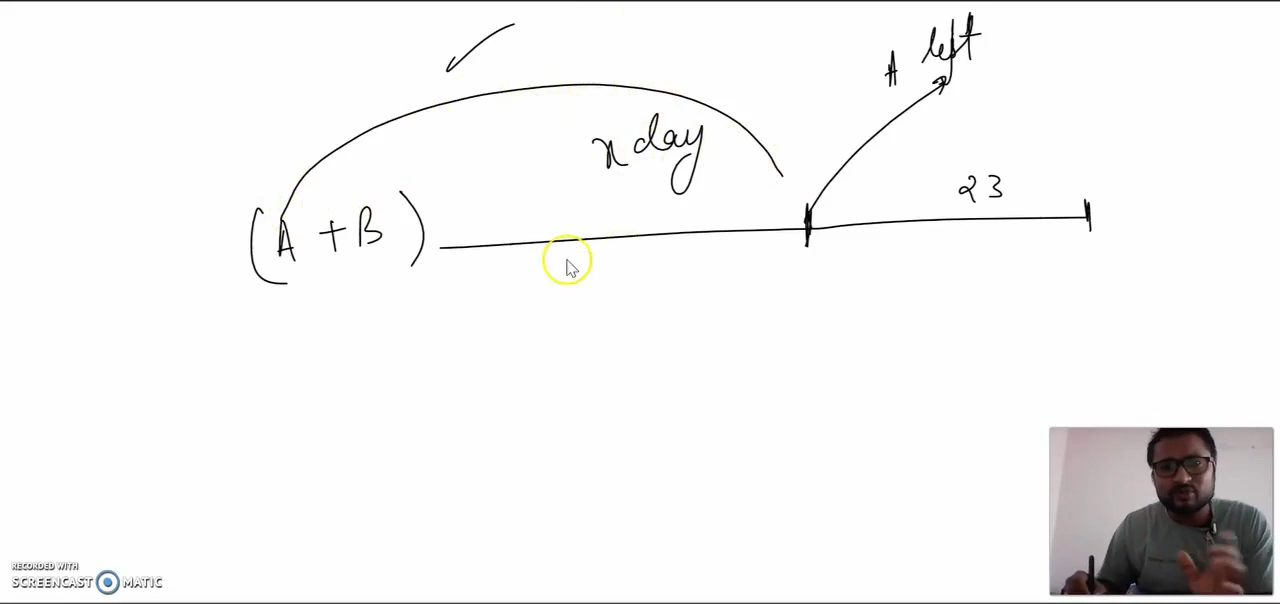 A left
x day
23
(A + B)
RECORDED WITH
SCREENCAST MATIC